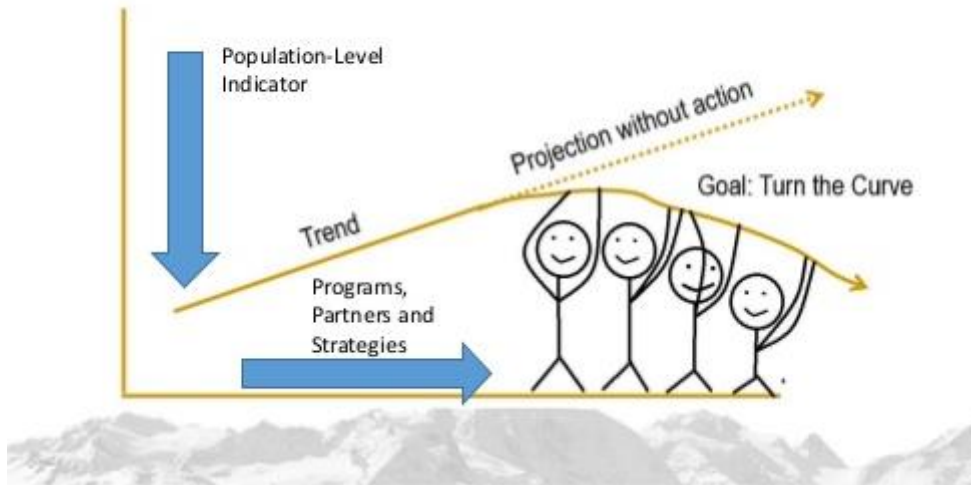 Population-Level
Indicator
Projection without action
Goal: Turn the Curve
Trend
Programs,
Partners and
Strategies